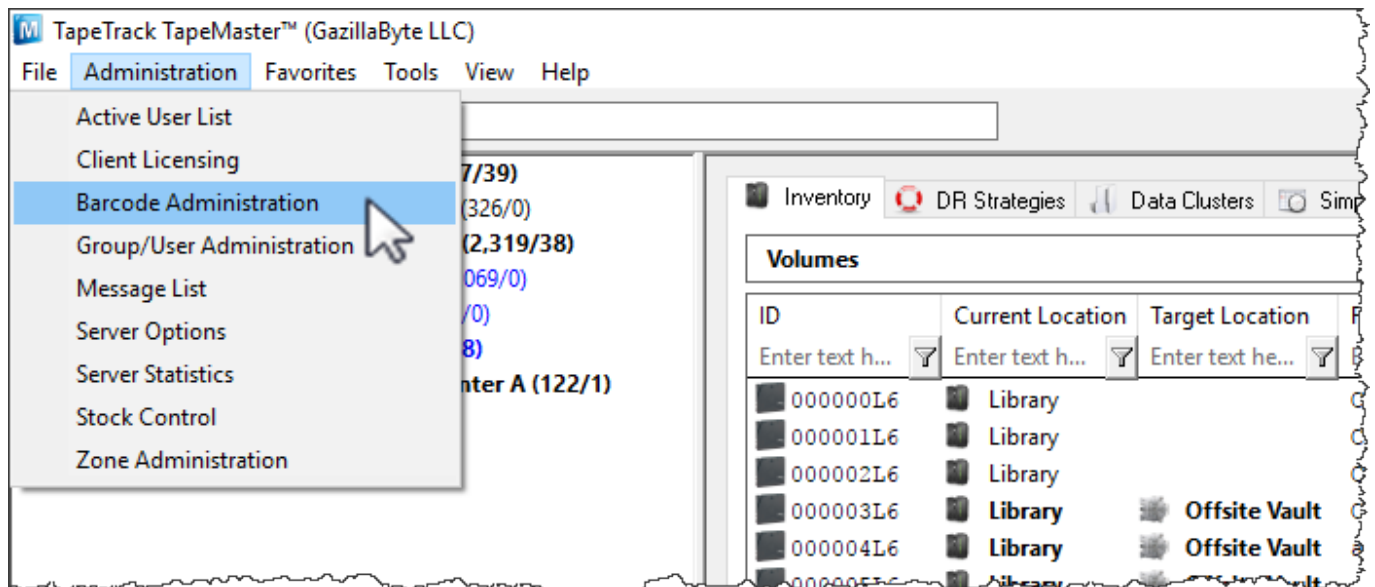 TapeTrack TapeMaster™ (GazillaByte LLC)
File Administration Favorites Tools View Help
Active User List
Client Licensing
Barcode Administration
Group/User Administration
Message List
Server Options
Server Statistics
Stock Control
Zone Administration
7/39)
(326/0)
(2,319/38)
069/0)
/0)
8)
nter A (122/1)
Inventory DR Strategies Data Clusters Simp
Volumes
ID Current Location Target Location
Enter text h... Enter text h... Enter text he...
000000L6 Library
000001L6 Library
000002L6 Library
000003L6 Library Offsite Vault
000004L6 Library Offsite Vault